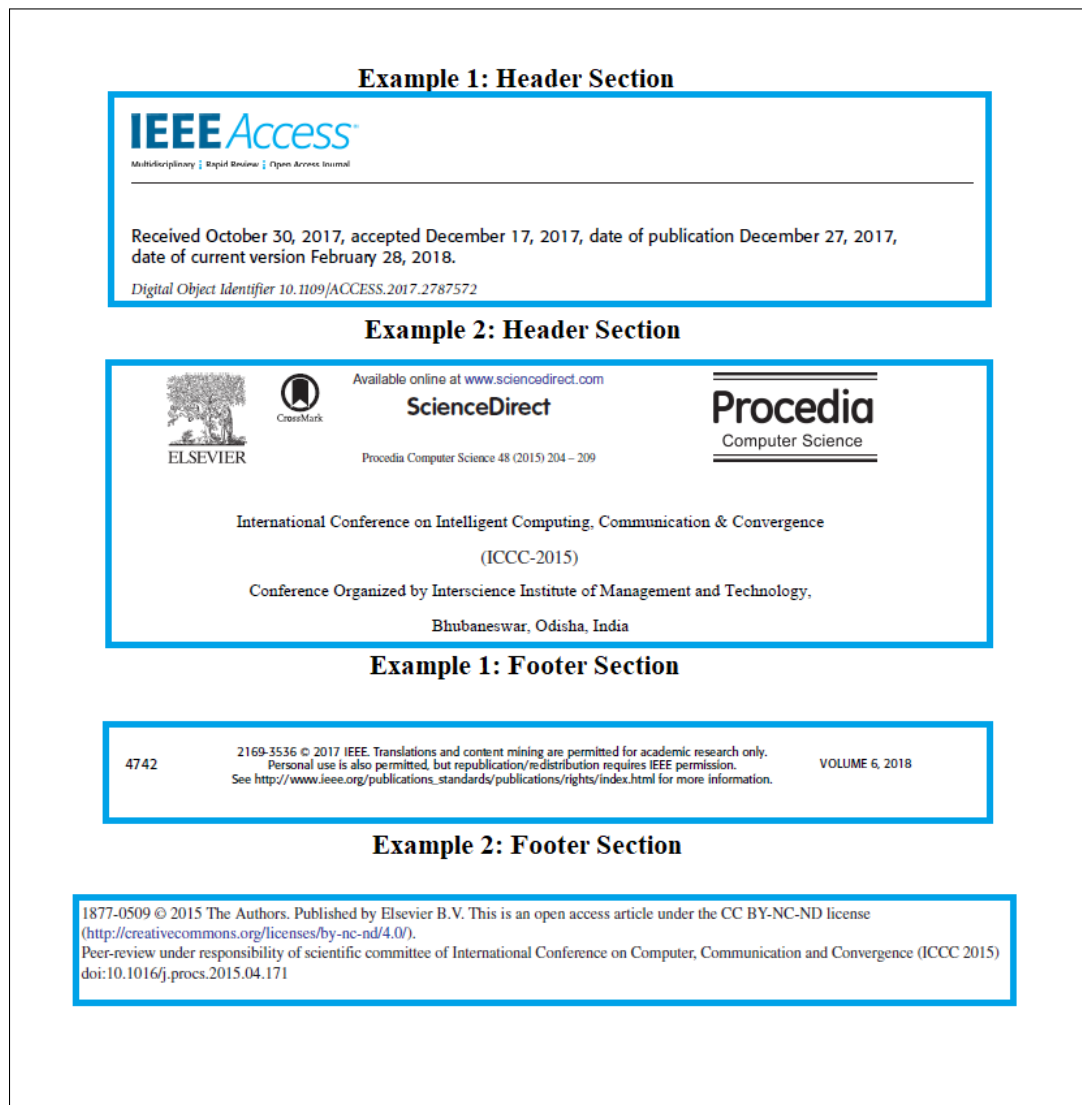 Example 1: Header Section
IEEE Access
Multidisciplinary Rapid Review Open Access Journal
Received October 30, 2017, accepted December 17, 2017, date of publication December 27, 2017,
date of current version February 28, 2018.
Digital Object Identifier 10.1109/ACCESS.2017.2787572
Example 2: Header Section
ELSEVIER
CrossMark
Available online at www.sciencedirect.com
ScienceDirect
Procedia Computer Science 48 (2015) 204 – 209
Procedia
Computer Science
International Conference on Intelligent Computing, Communication & Convergence
(ICCC-2015)
Conference Organized by Interscience Institute of Management and Technology,
Bhubaneswar, Odisha, India
Example 1: Footer Section
4742
2169-3536 © 2017 IEEE. Translations and content mining are permitted for academic research only.
Personal use is also permitted, but republication/redistribution requires IEEE permission.
See http://www.ieee.org/publications_standards/publications/rights/index.html for more information.
VOLUME 6, 2018
Example 2: Footer Section
1877-0509 © 2015 The Authors. Published by Elsevier B.V. This is an open access article under the CC BY-NC-ND license
(http://creativecommons.org/licenses/by-nc-nd/4.0/).
Peer-review under responsibility of scientific committee of International Conference on Computer, Communication and Convergence (ICCC 2015)
doi:10.1016/j.procs.2015.04.171